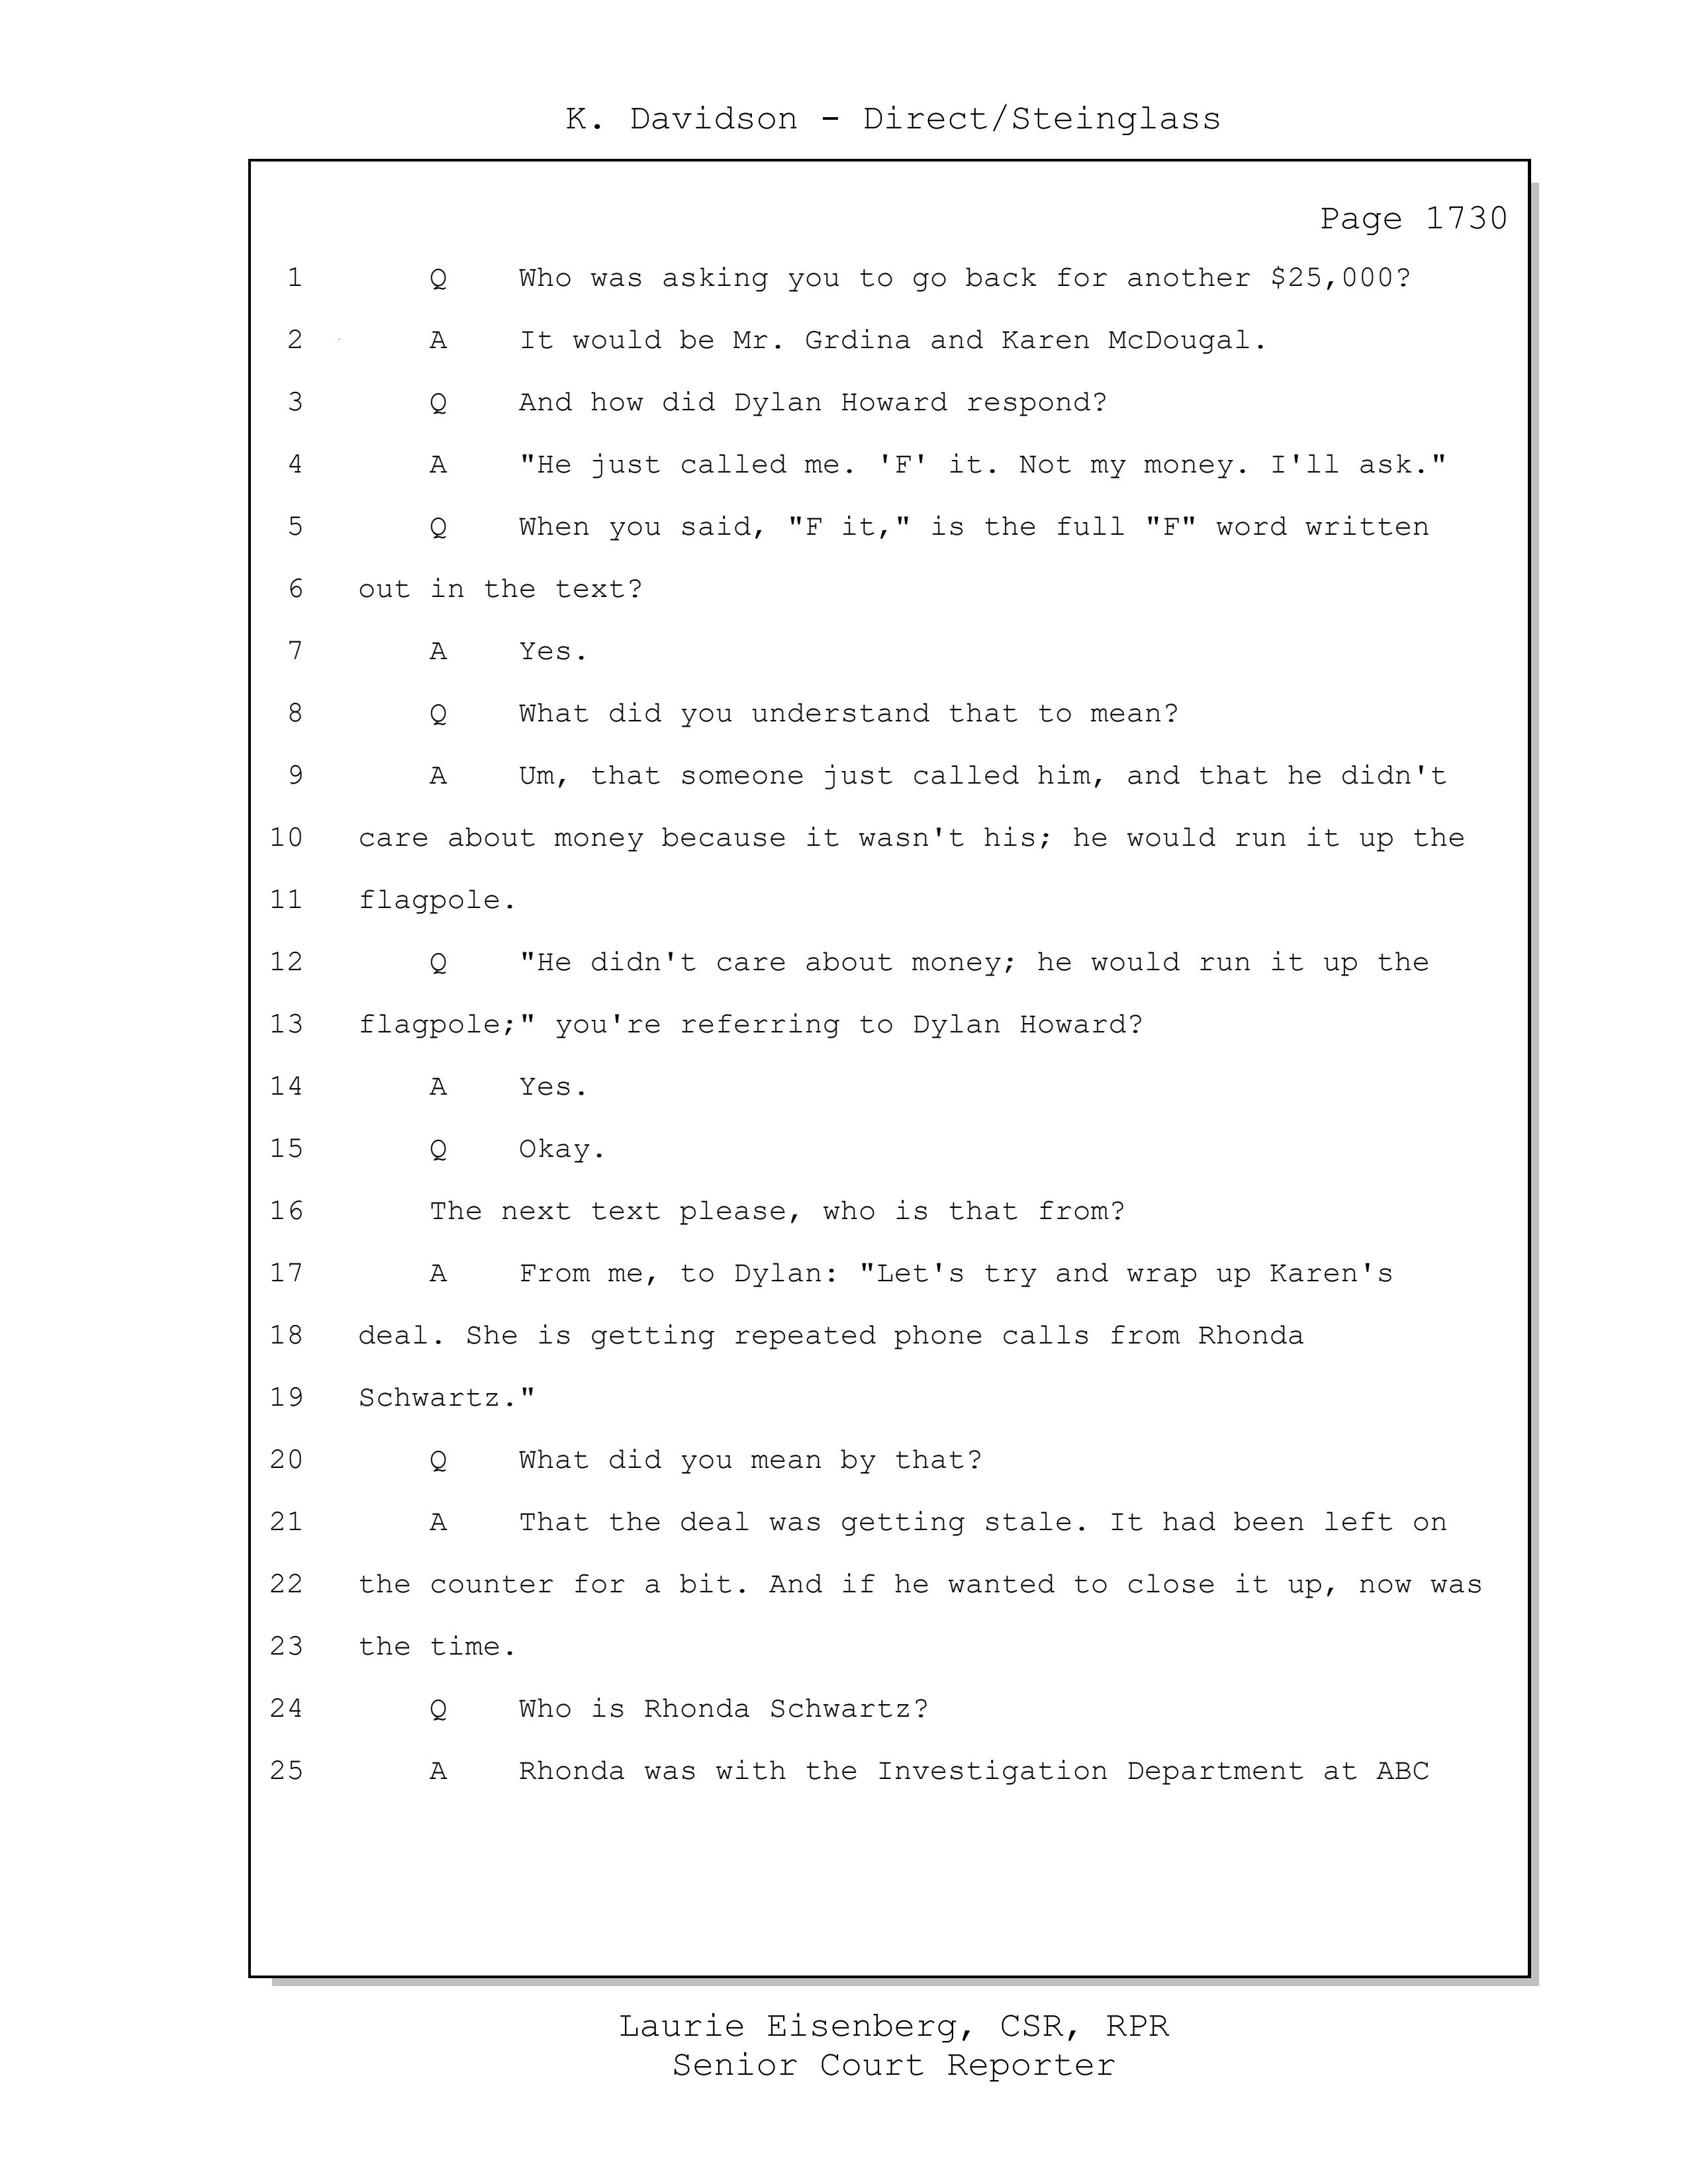 K. Davidson - Direct/Steinglass
Page 1730
1 Q Who was asking you to go back for another $25,000?
2 A It would be Mr. Grdina and Karen McDougal.
3 Q And how did Dylan Howard respond?
4 A "He just called me. 'F' it. Not my money. I'll ask."
5 Q When you said, "F it," is the full "F" word written
6 out in the text?
7 A Yes.
8 Q What did you understand that to mean?
9 A Um, that someone just called him, and that he didn't
10 care about money because it wasn't his; he would run it up the
11 flagpole.
12 Q "He didn't care about money; he would run it up the
13 flagpole;" you're referring to Dylan Howard?
14 A Yes.
15 Q Okay.
16 The next text please, who is that from?
17 A From me, to Dylan: "Let's try and wrap up Karen's
18 deal. She is getting repeated phone calls from Rhonda
19 Schwartz."
20 Q What did you mean by that?
21 A That the deal was getting stale. It had been left on
22 the counter for a bit. And if he wanted to close it up, now was
23 the time.
24 Q Who is Rhonda Schwartz?
25 A Rhonda was with the Investigation Department at ABC
Laurie Eisenberg, CSR, RPR
Senior Court Reporter